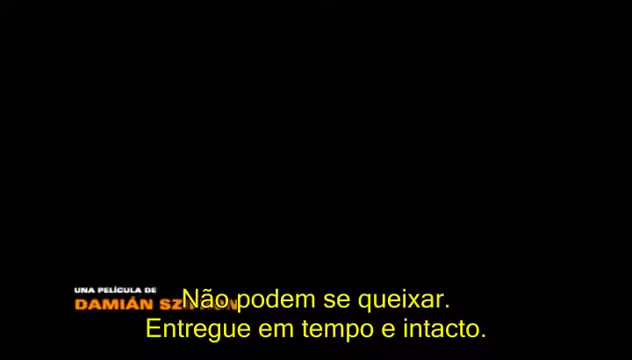 UNA PELÍCULA DE
DAMIÁN
Não podem se queixar.
Entregue em tempo e intacto.